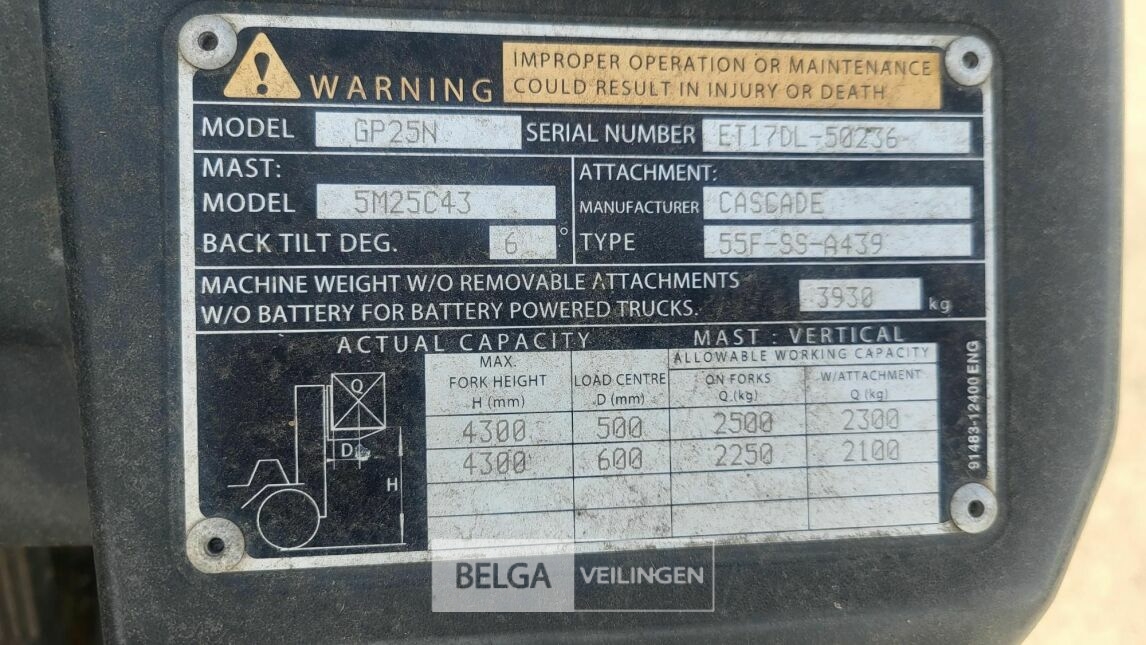 WARNING
IMPROPER OPERATION OR MAINTENANCE
COULD RESULT IN INJURY OR DEATH
MODEL GP25N SERIAL NUMBER ET17DL-50236
MAST:
MODEL 5M25C43
BACK TILT DEG. 6°
ATTACHMENT:
MANUFACTURER CASCADE
TYPE 55F-SS-A439
MACHINE WEIGHT W/O REMOVABLE ATTACHMENTS
W/O BATTERY FOR BATTERY POWERED TRUCKS. 3930 kg
ACTUAL CAPACITY MAST : VERTICAL
MAX.
FORK HEIGHT
H (mm)
LOAD CENTRE
D (mm)
ALLOWABLE WORKING CAPACITY
ON FORKS
Q (kg)
W/ATTACHMENT
Q (kg)
4300 500 2500 2300
4300 600 2250 2100
Q
D
H
91483-12400 ENG
BELGA VEILINGEN